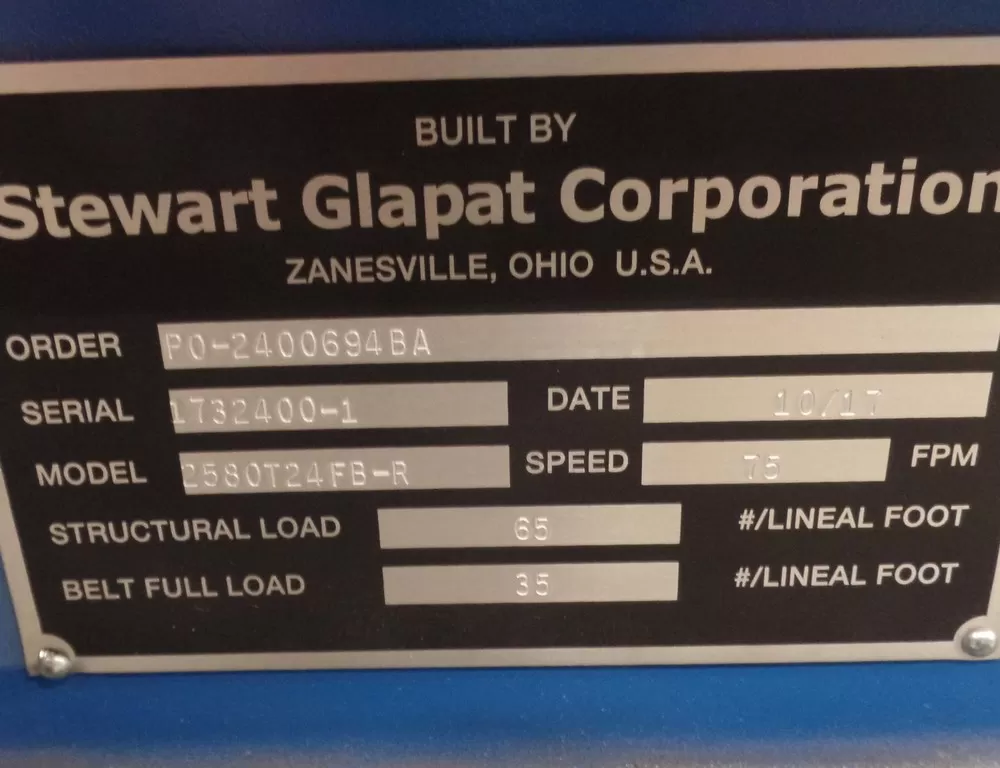 BUILT BY
Stewart Glapat Corporation
ZANESVILLE, OHIO U.S.A.
ORDER PO-2400694BA
SERIAL 1732400-1 DATE 10/17
MODEL 2580T24FB-R SPEED 75 FPM
STRUCTURAL LOAD 65 #/LINEAL FOOT
BELT FULL LOAD 35 #/LINEAL FOOT